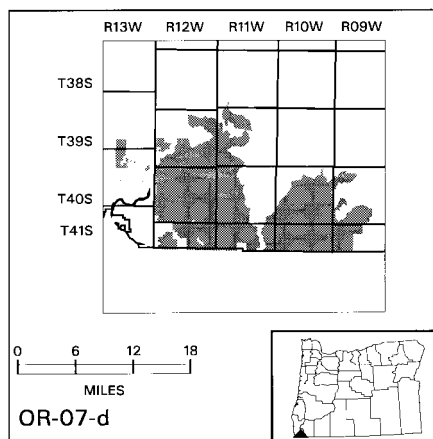 R13W R12W R11W R10W R09W
T38S
T39S
T40S
T41S
0 6 12 18
MILES
OR-07-d